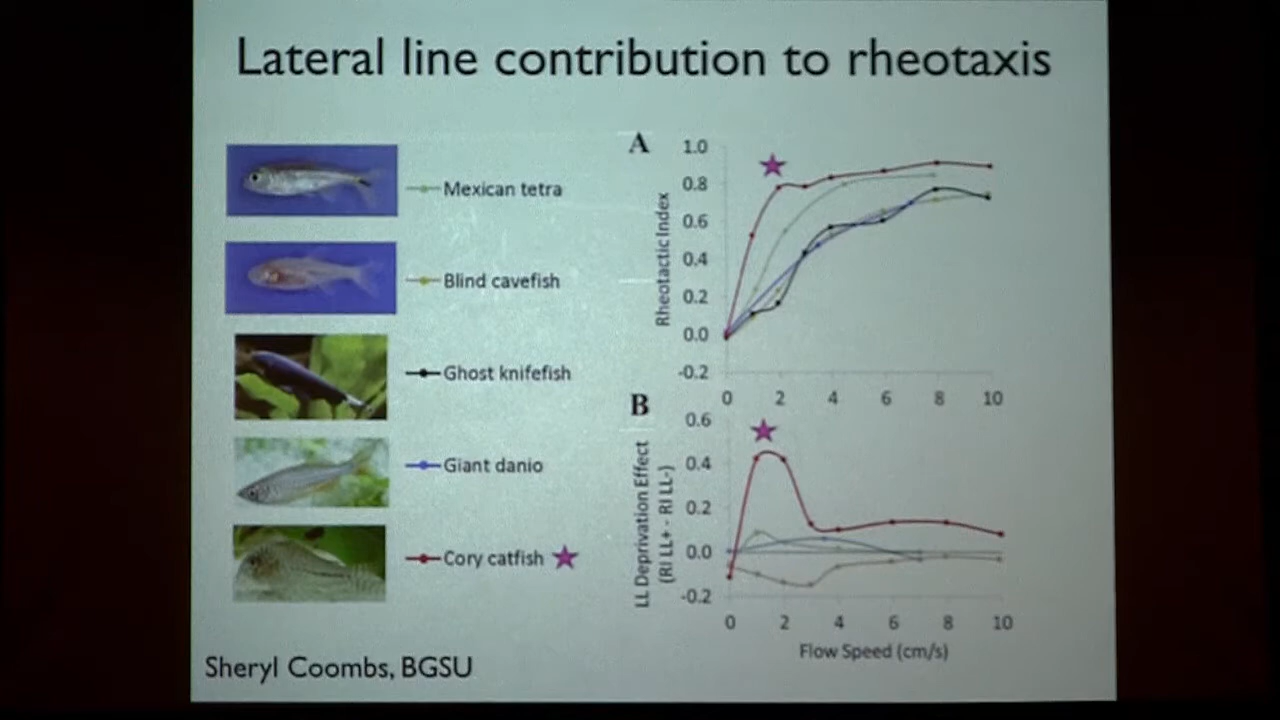 Lateral line contribution to rheotaxis
Mexican tetra
Blind cavefish
Ghost knifefish
Giant danio
Cory catfish
A
Rheotactic Index
1.0
0.8
0.6
0.4
0.2
0.0
-0.2
0 2 4 6 8 10
B
LL Deprivation Effect
(RI LL+ - RI LL-)
0.6
0.4
0.2
0.0
-0.2
0 2 4 6 8 10
Flow Speed (cm/s)
Sheryl Coombs, BGSU